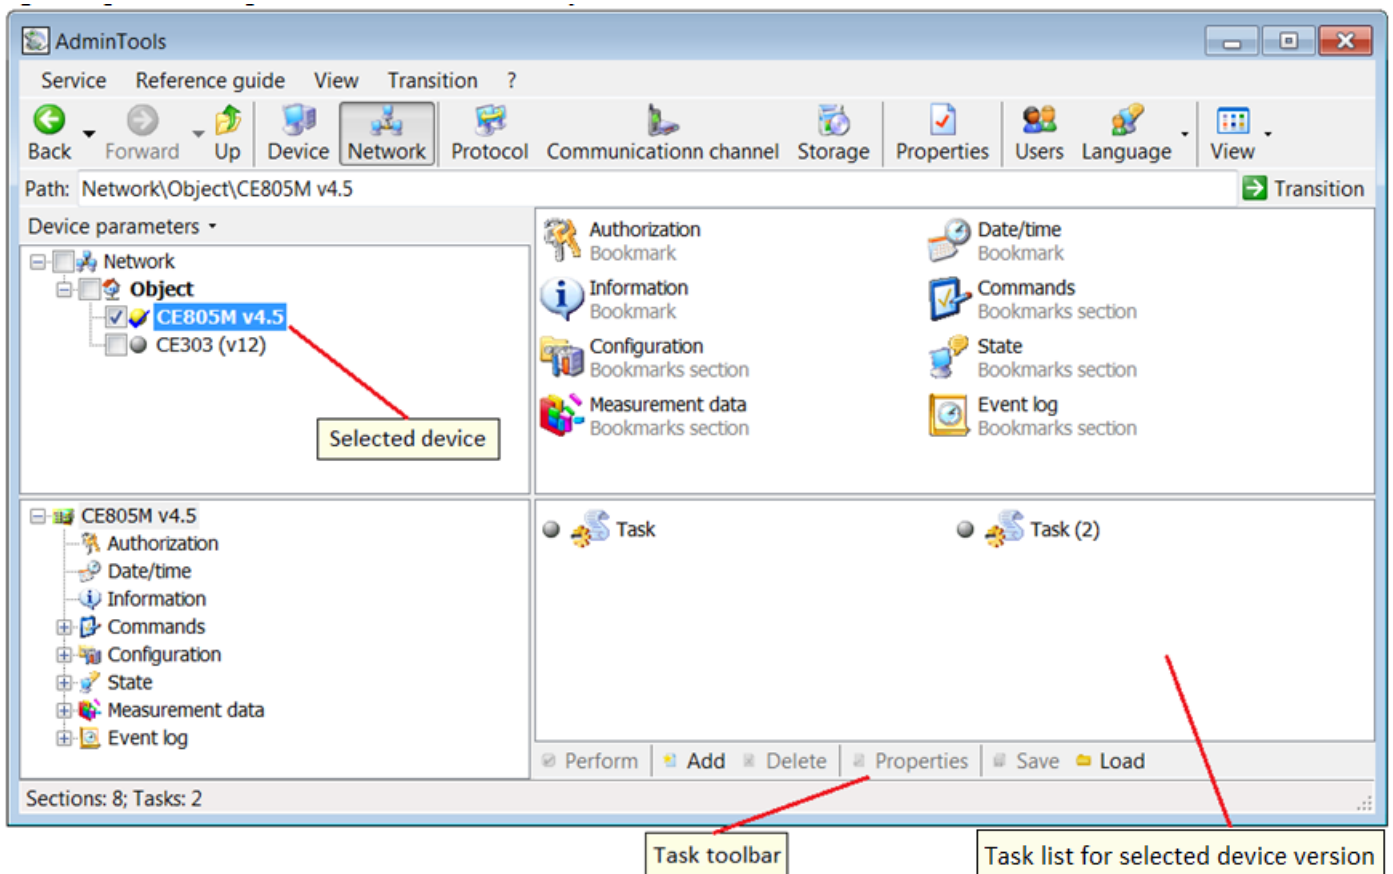 AdminTools
Service Reference guide View Transition ?
Back Forward Up Device Network Protocol Communicationn channel Storage Properties Users Language View
Path: Network\Object\CE805M v4.5 Transition
Device parameters
Network
Object
CE805M v4.5
CE303 (v12)
Selected device
Authorization
Bookmark
Date/time
Bookmark
Information
Bookmark
Commands
Bookmarks section
Configuration
Bookmarks section
State
Bookmarks section
Measurement data
Bookmarks section
Event log
Bookmarks section
CE805M v4.5
Authorization
Date/time
Information
Commands
Configuration
State
Measurement data
Event log
Task Task (2)
Perform Add Delete Properties Save Load
Sections: 8; Tasks: 2
Task toolbar
Task list for selected device version